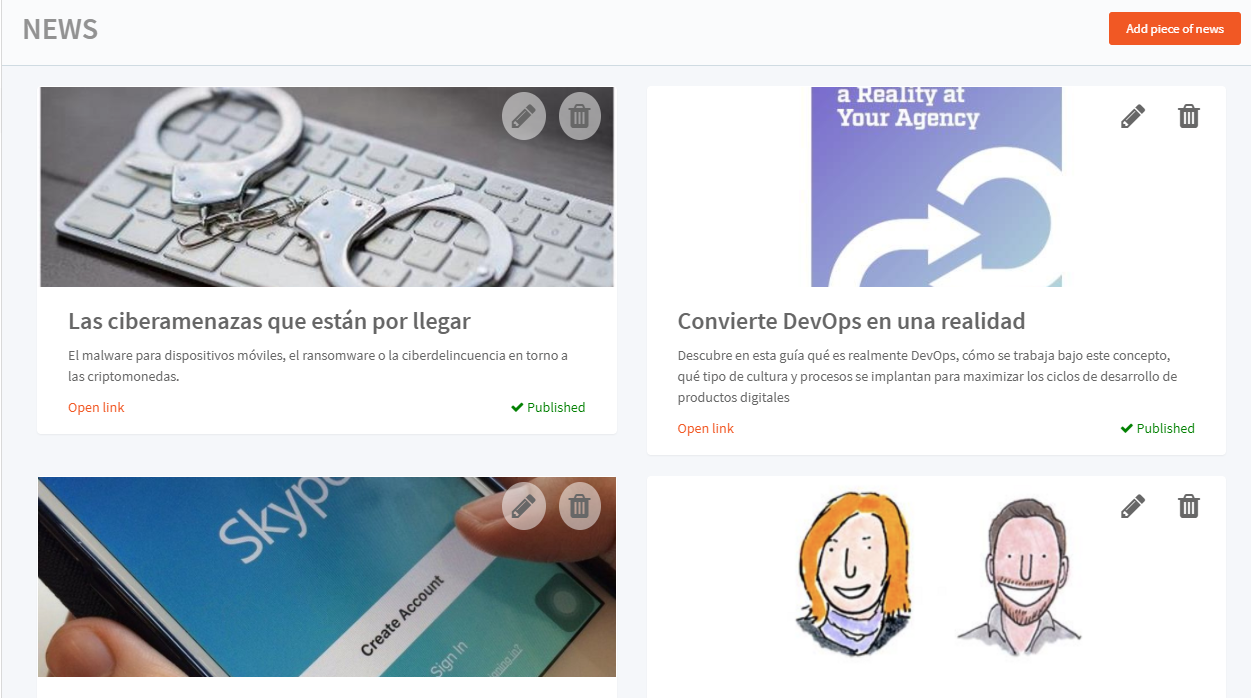 NEWS
Add piece of news
a Reality at
Your Agency
Las ciberamenazas que están por llegar
El malware para dispositivos móviles, el ransomware o la ciberdelincuencia en torno a
las criptomonedas.
Open link
Published
Convierte DevOps en una realidad
Descubre en esta guía qué es realmente DevOps, cómo se trabaja bajo este concepto,
qué tipo de cultura y procesos se implantan para maximizar los ciclos de desarrollo de
productos digitales
Open link
Published
Skype
Create Account
Sign In